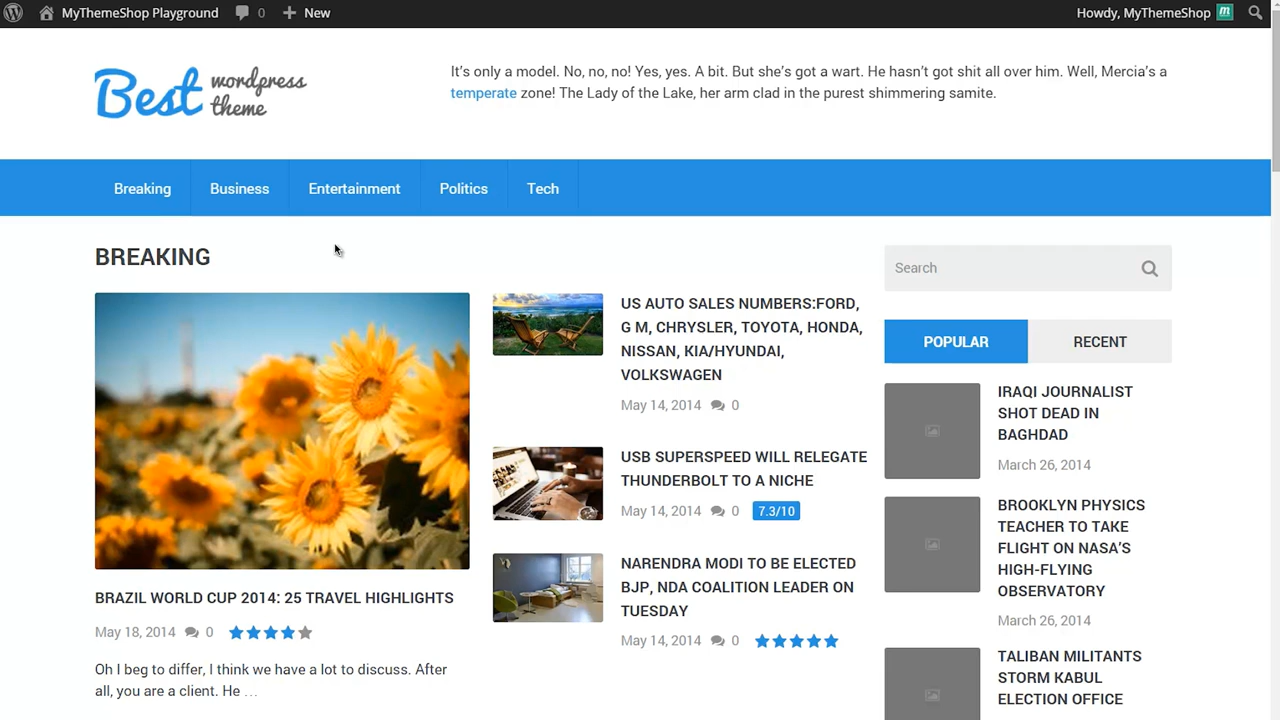 MyThemeShop Playground 0 New Howdy, MyThemeShop m
Best wordpress theme
It’s only a model. No, no, no! Yes, yes. A bit. But she’s got a wart. He hasn’t got shit all over him. Well, Mercia’s a
temperate zone! The Lady of the Lake, her arm clad in the purest shimmering samite.
Breaking Business Entertainment Politics Tech
BREAKING
BRAZIL WORLD CUP 2014: 25 TRAVEL HIGHLIGHTS
May 18, 2014 0
Oh I beg to differ, I think we have a lot to discuss. After
all, you are a client. He …
US AUTO SALES NUMBERS:FORD,
G M, CHRYSLER, TOYOTA, HONDA,
NISSAN, KIA/HYUNDAI,
VOLKSWAGEN
May 14, 2014 0
USB SUPERSPEED WILL RELEGATE
THUNDERBOLT TO A NICHE
May 14, 2014 0 7.3/10
NARENDRA MODI TO BE ELECTED
BJP, NDA COALITION LEADER ON
TUESDAY
May 14, 2014 0
Search
POPULAR RECENT
IRAQI JOURNALIST
SHOT DEAD IN
BAGHDAD
March 26, 2014
BROOKLYN PHYSICS
TEACHER TO TAKE
FLIGHT ON NASA’S
HIGH-FLYING
OBSERVATORY
March 26, 2014
TALIBAN MILITANTS
STORM KABUL
ELECTION OFFICE